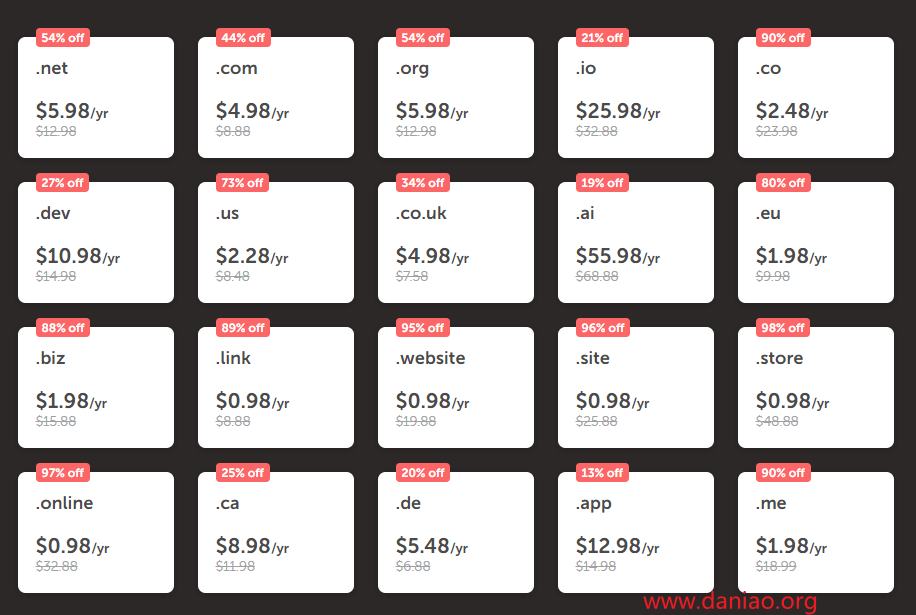 54% off
.net
$5.98/yr
$12.98
44% off
.com
$4.98/yr
$8.88
54% off
.org
$5.98/yr
$12.98
21% off
.io
$25.98/yr
$32.88
90% off
.co
$2.48/yr
$23.98
27% off
.dev
$10.98/yr
$14.98
73% off
.us
$2.28/yr
$8.48
34% off
.co.uk
$4.98/yr
$7.58
19% off
.ai
$55.98/yr
$68.88
80% off
.eu
$1.98/yr
$9.98
88% off
.biz
$1.98/yr
$15.88
89% off
.link
$0.98/yr
$8.88
95% off
.website
$0.98/yr
$19.88
96% off
.site
$0.98/yr
$25.88
98% off
.store
$0.98/yr
$48.88
97% off
.online
$0.98/yr
$32.88
25% off
.ca
$8.98/yr
$11.98
20% off
.de
$5.48/yr
$6.88
13% off
.app
$12.98/yr
$14.98
90% off
.me
$1.98/yr
$18.99
www.daniao.org